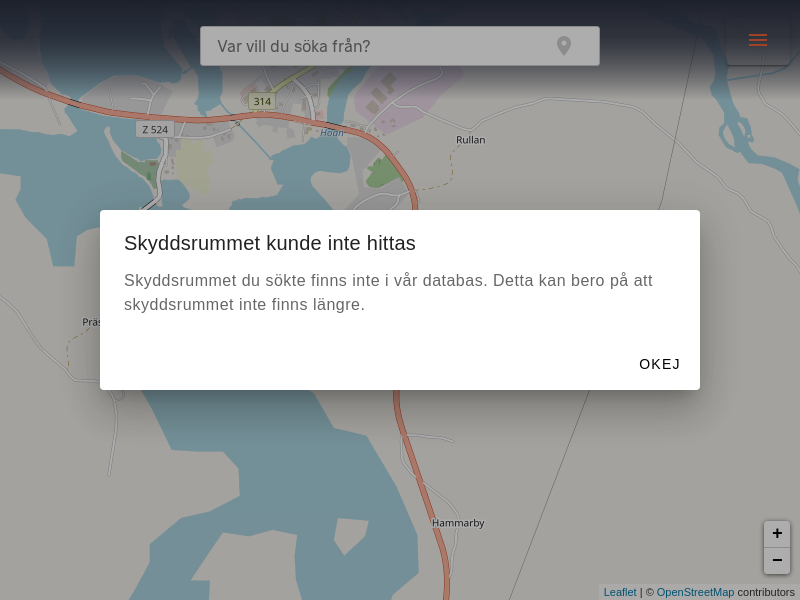 Var vill du söka från?
314
Z 524
Hoan
Rullan
Skyddsrummet kunde inte hittas
Skyddsrummet du sökte finns inte i vår databas. Detta kan bero på att
skyddsrummet inte finns längre.
Präs
OKEJ
Hammarby
+
−
Leaflet | © OpenStreetMap contributors